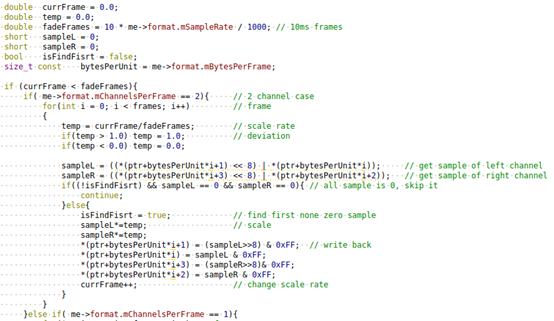 double currFrame = 0.0;
double temp = 0.0;
double fadeFrames = 10 * me->format.mSampleRate / 1000; // 10ms frames
short sampleL = 0;
short sampleR = 0;
bool isFindFisrt = false;
size_t const bytesPerUnit = me->format.mBytesPerFrame;
if (currFrame < fadeFrames){
if( me->format.mChannelsPerFrame == 2){ // 2 channel case
for(int i = 0; i < frames; i++) // frame
{
temp = currFrame/fadeFrames; // scale rate
if(temp > 1.0) temp = 1.0; // deviation
if(temp < 0.0) temp = 0.0;
sampleL = ((*(ptr+bytesPerUnit*i+1) << 8) | *(ptr+bytesPerUnit*i)); // get sample of left channel
sampleR = ((*(ptr+bytesPerUnit*i+3) << 8) | *(ptr+bytesPerUnit*i+2)); // get sample of right channel
if((!isFindFisrt) && sampleL == 0 && sampleR == 0){ // all sample is 0, skip it
continue;
}else{
isFindFisrt = true; // find first none zero sample
sampleL*=temp; // scale
sampleR*=temp;
*(ptr+bytesPerUnit*i+1) = (sampleL>>8) & 0xFF; // write back
*(ptr+bytesPerUnit*i) = sampleL & 0xFF;
*(ptr+bytesPerUnit*i+3) = (sampleR>>8)& 0xFF;
*(ptr+bytesPerUnit*i+2) = sampleR & 0xFF;
currFrame++; // change scale rate
}
}
}else if( me->format.mChannelsPerFrame == 1){